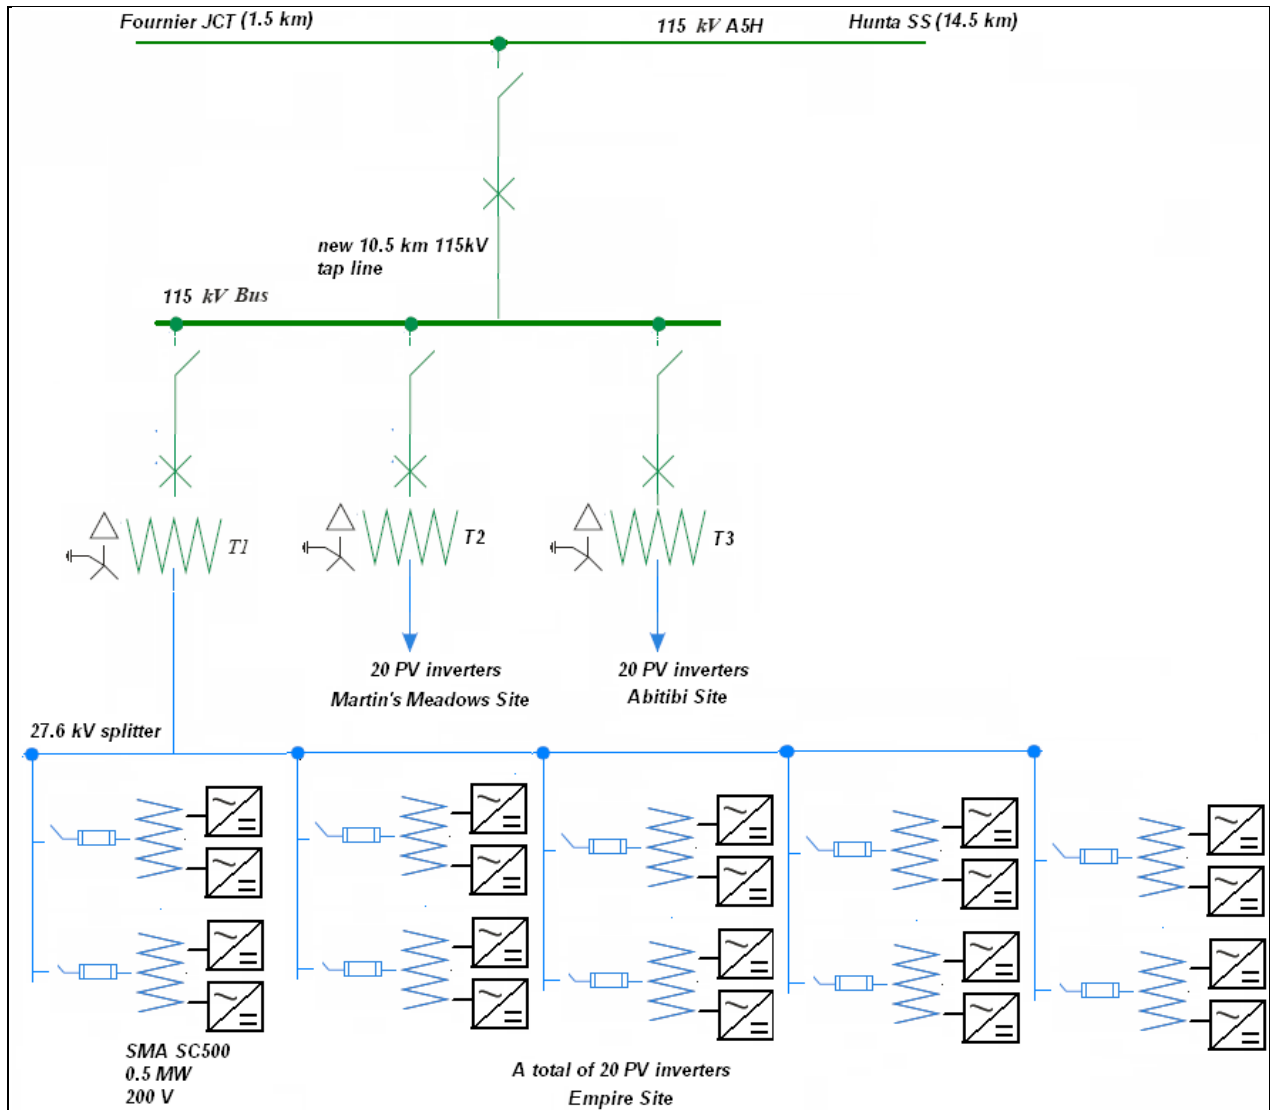 Fournier JCT (1.5 km)
115 kV A5H
Hunta SS (14.5 km)
new 10.5 km 115kV
tap line
115 kV Bus
T1
T2
T3
20 PV inverters
Martin's Meadows Site
20 PV inverters
Abitibi Site
27.6 kV splitter
SMA SC500
0.5 MW
200 V
A total of 20 PV inverters
Empire Site